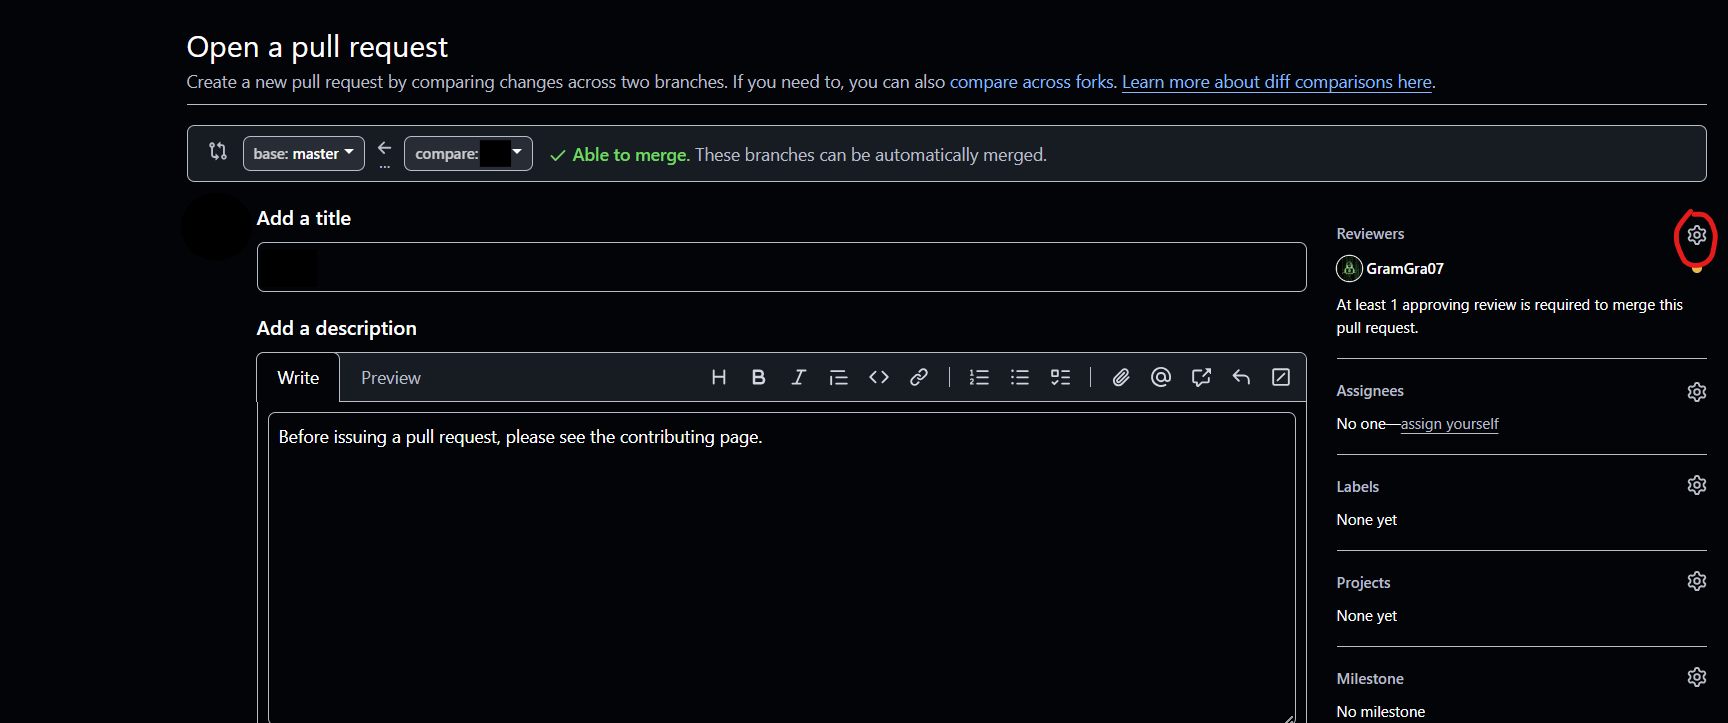 Open a pull request
Create a new pull request by comparing changes across two branches. If you need to, you can also compare across forks. Learn more about diff comparisons here.
base: master
compare:
...
Able to merge. These branches can be automatically merged.
Add a title
Add a description
Write
Preview
Before issuing a pull request, please see the contributing page.
Reviewers
GramGra07
At least 1 approving review is required to merge this
pull request.
Assignees
No one—assign yourself
Labels
None yet
Projects
None yet
Milestone
No milestone